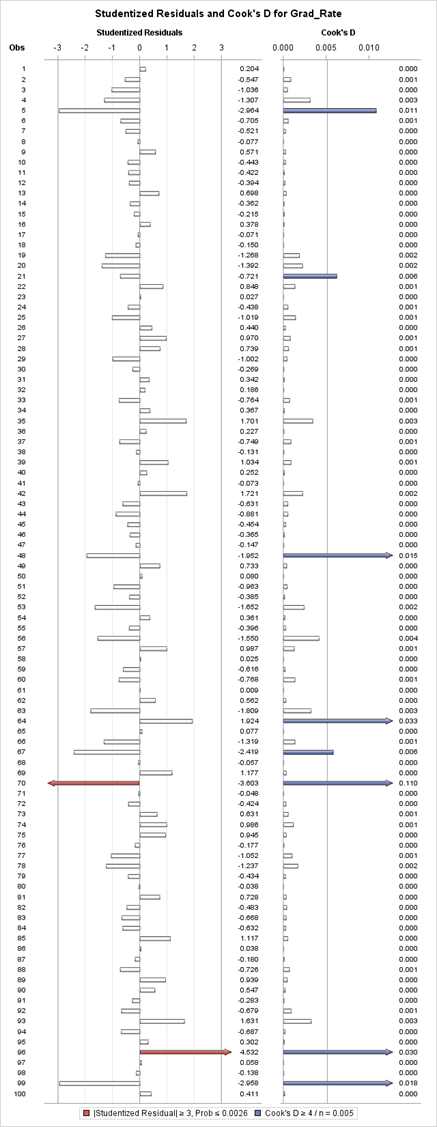 Studentized Residuals and Cook's D for Grad_Rate
Studentized Residuals Cook's D
Obs -3 -2 -1 0 1 2 3 0.000 0.005 0.010
1 0.204 0.000
2 -0.547 0.001
3 -1.036 0.000
4 -1.307 0.003
5 -2.964 0.011
6 -0.705 0.001
7 -0.521 0.000
8 -0.077 0.000
9 0.571 0.000
10 -0.443 0.000
11 -0.422 0.000
12 -0.394 0.000
13 0.698 0.000
14 -0.362 0.000
15 -0.215 0.000
16 0.378 0.000
17 -0.071 0.000
18 -0.150 0.000
19 -1.268 0.002
20 -1.392 0.002
21 -0.721 0.006
22 0.848 0.001
23 0.027 0.000
24 -0.438 0.001
25 -1.019 0.001
26 0.440 0.000
27 0.970 0.001
28 0.739 0.001
29 -1.002 0.000
30 -0.269 0.000
31 0.342 0.000
32 0.186 0.000
33 -0.764 0.001
34 0.367 0.000
35 1.701 0.003
36 0.227 0.000
37 -0.749 0.001
38 -0.131 0.000
39 1.034 0.001
40 0.252 0.000
41 -0.073 0.000
42 1.721 0.002
43 -0.631 0.000
44 -0.881 0.000
45 -0.454 0.000
46 -0.365 0.000
47 -0.147 0.000
48 -1.952 0.015
49 0.733 0.000
50 0.080 0.000
51 -0.963 0.000
52 -0.385 0.000
53 -1.652 0.002
54 0.361 0.000
55 -0.396 0.000
56 -1.550 0.004
57 0.987 0.001
58 0.025 0.000
59 -0.616 0.000
60 -0.768 0.001
61 0.009 0.000
62 0.562 0.000
63 -1.809 0.003
64 1.924 0.033
65 0.077 0.000
66 -1.319 0.001
67 -2.419 0.006
68 -0.057 0.000
69 1.177 0.000
70 -3.603 0.110
71 -0.048 0.000
72 -0.424 0.000
73 0.631 0.001
74 0.986 0.001
75 0.945 0.000
76 -0.177 0.000
77 -1.052 0.001
78 -1.237 0.002
79 -0.434 0.000
80 -0.038 0.000
81 0.728 0.000
82 -0.483 0.000
83 -0.668 0.000
84 -0.632 0.000
85 1.117 0.000
86 0.038 0.000
87 -0.180 0.000
88 -0.726 0.001
89 0.939 0.000
90 0.547 0.000
91 -0.283 0.000
92 -0.679 0.001
93 1.631 0.003
94 -0.687 0.000
95 0.302 0.000
96 4.532 0.030
97 0.058 0.000
98 -0.138 0.000
99 -2.958 0.018
100 0.411 0.000
|Studentized Residual| ≥ 3, Prob ≤ 0.0026 Cook's D ≥ 4 / n = 0.005